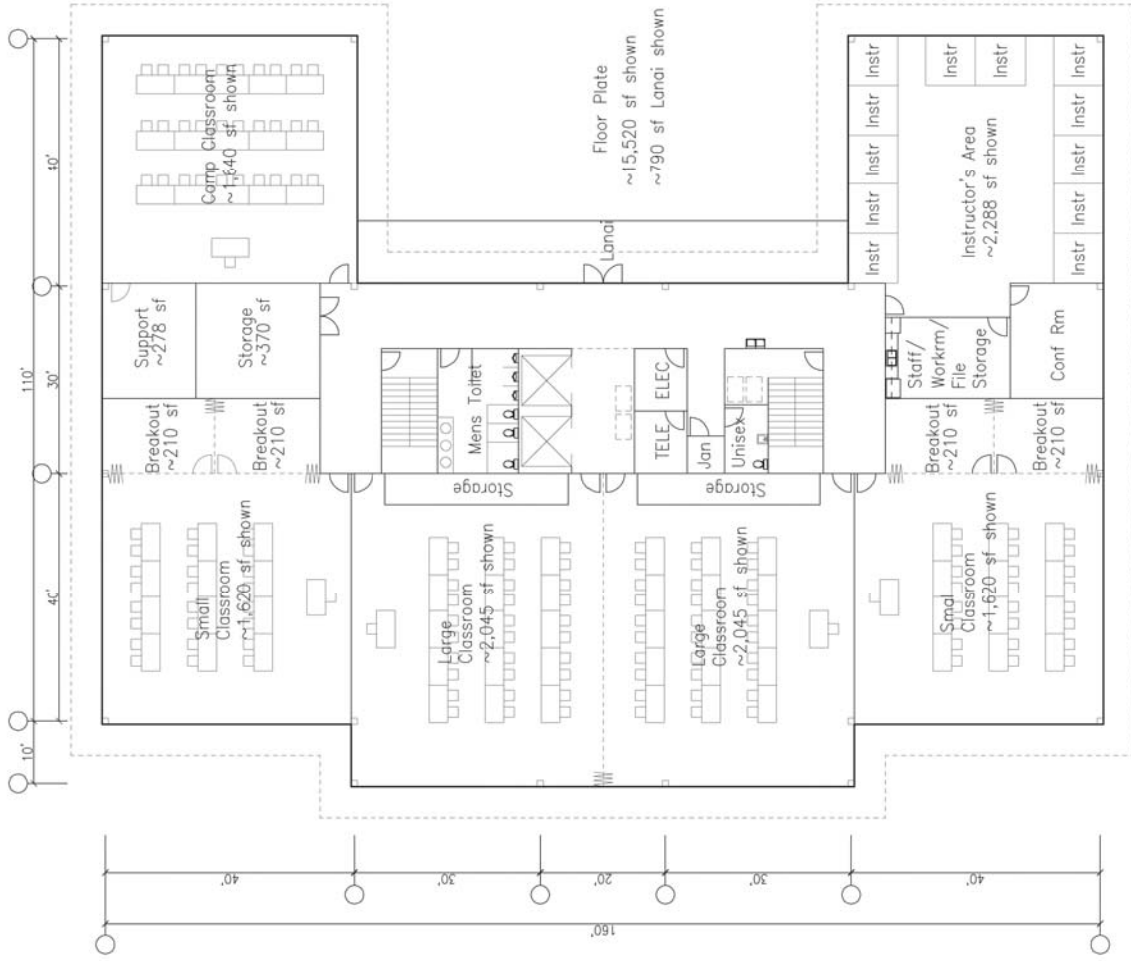 110'
40'
30'
40'
10'
Comp Classroom
~1,640 sf shown
Floor Plate
~15,520 sf shown
~790 sf Lanai shown
Lanai
Instr
Instr
Instr
Instr
Instr
Instr
Instr
Instr
Instr
Instr
Instr
Instr
Instructor's Area
~2,288 sf shown
Support
~278 sf
Storage
~370 sf
Breakout
~210 sf
Breakout
~210 sf
Mens Toilet
TELE
ELEC
Jan
Unisex
Staff/
Workrm/
File
Storage
Conf Rm
Breakout
~210 sf
Breakout
~210 sf
Storage
Storage
Small
Classroom
~1,620 sf shown
Large
Classroom
~2,045 sf shown
Large
Classroom
~2,045 sf shown
Smal
Classroom
~1,620 sf shown
40'
30'
20'
30'
40'
160'